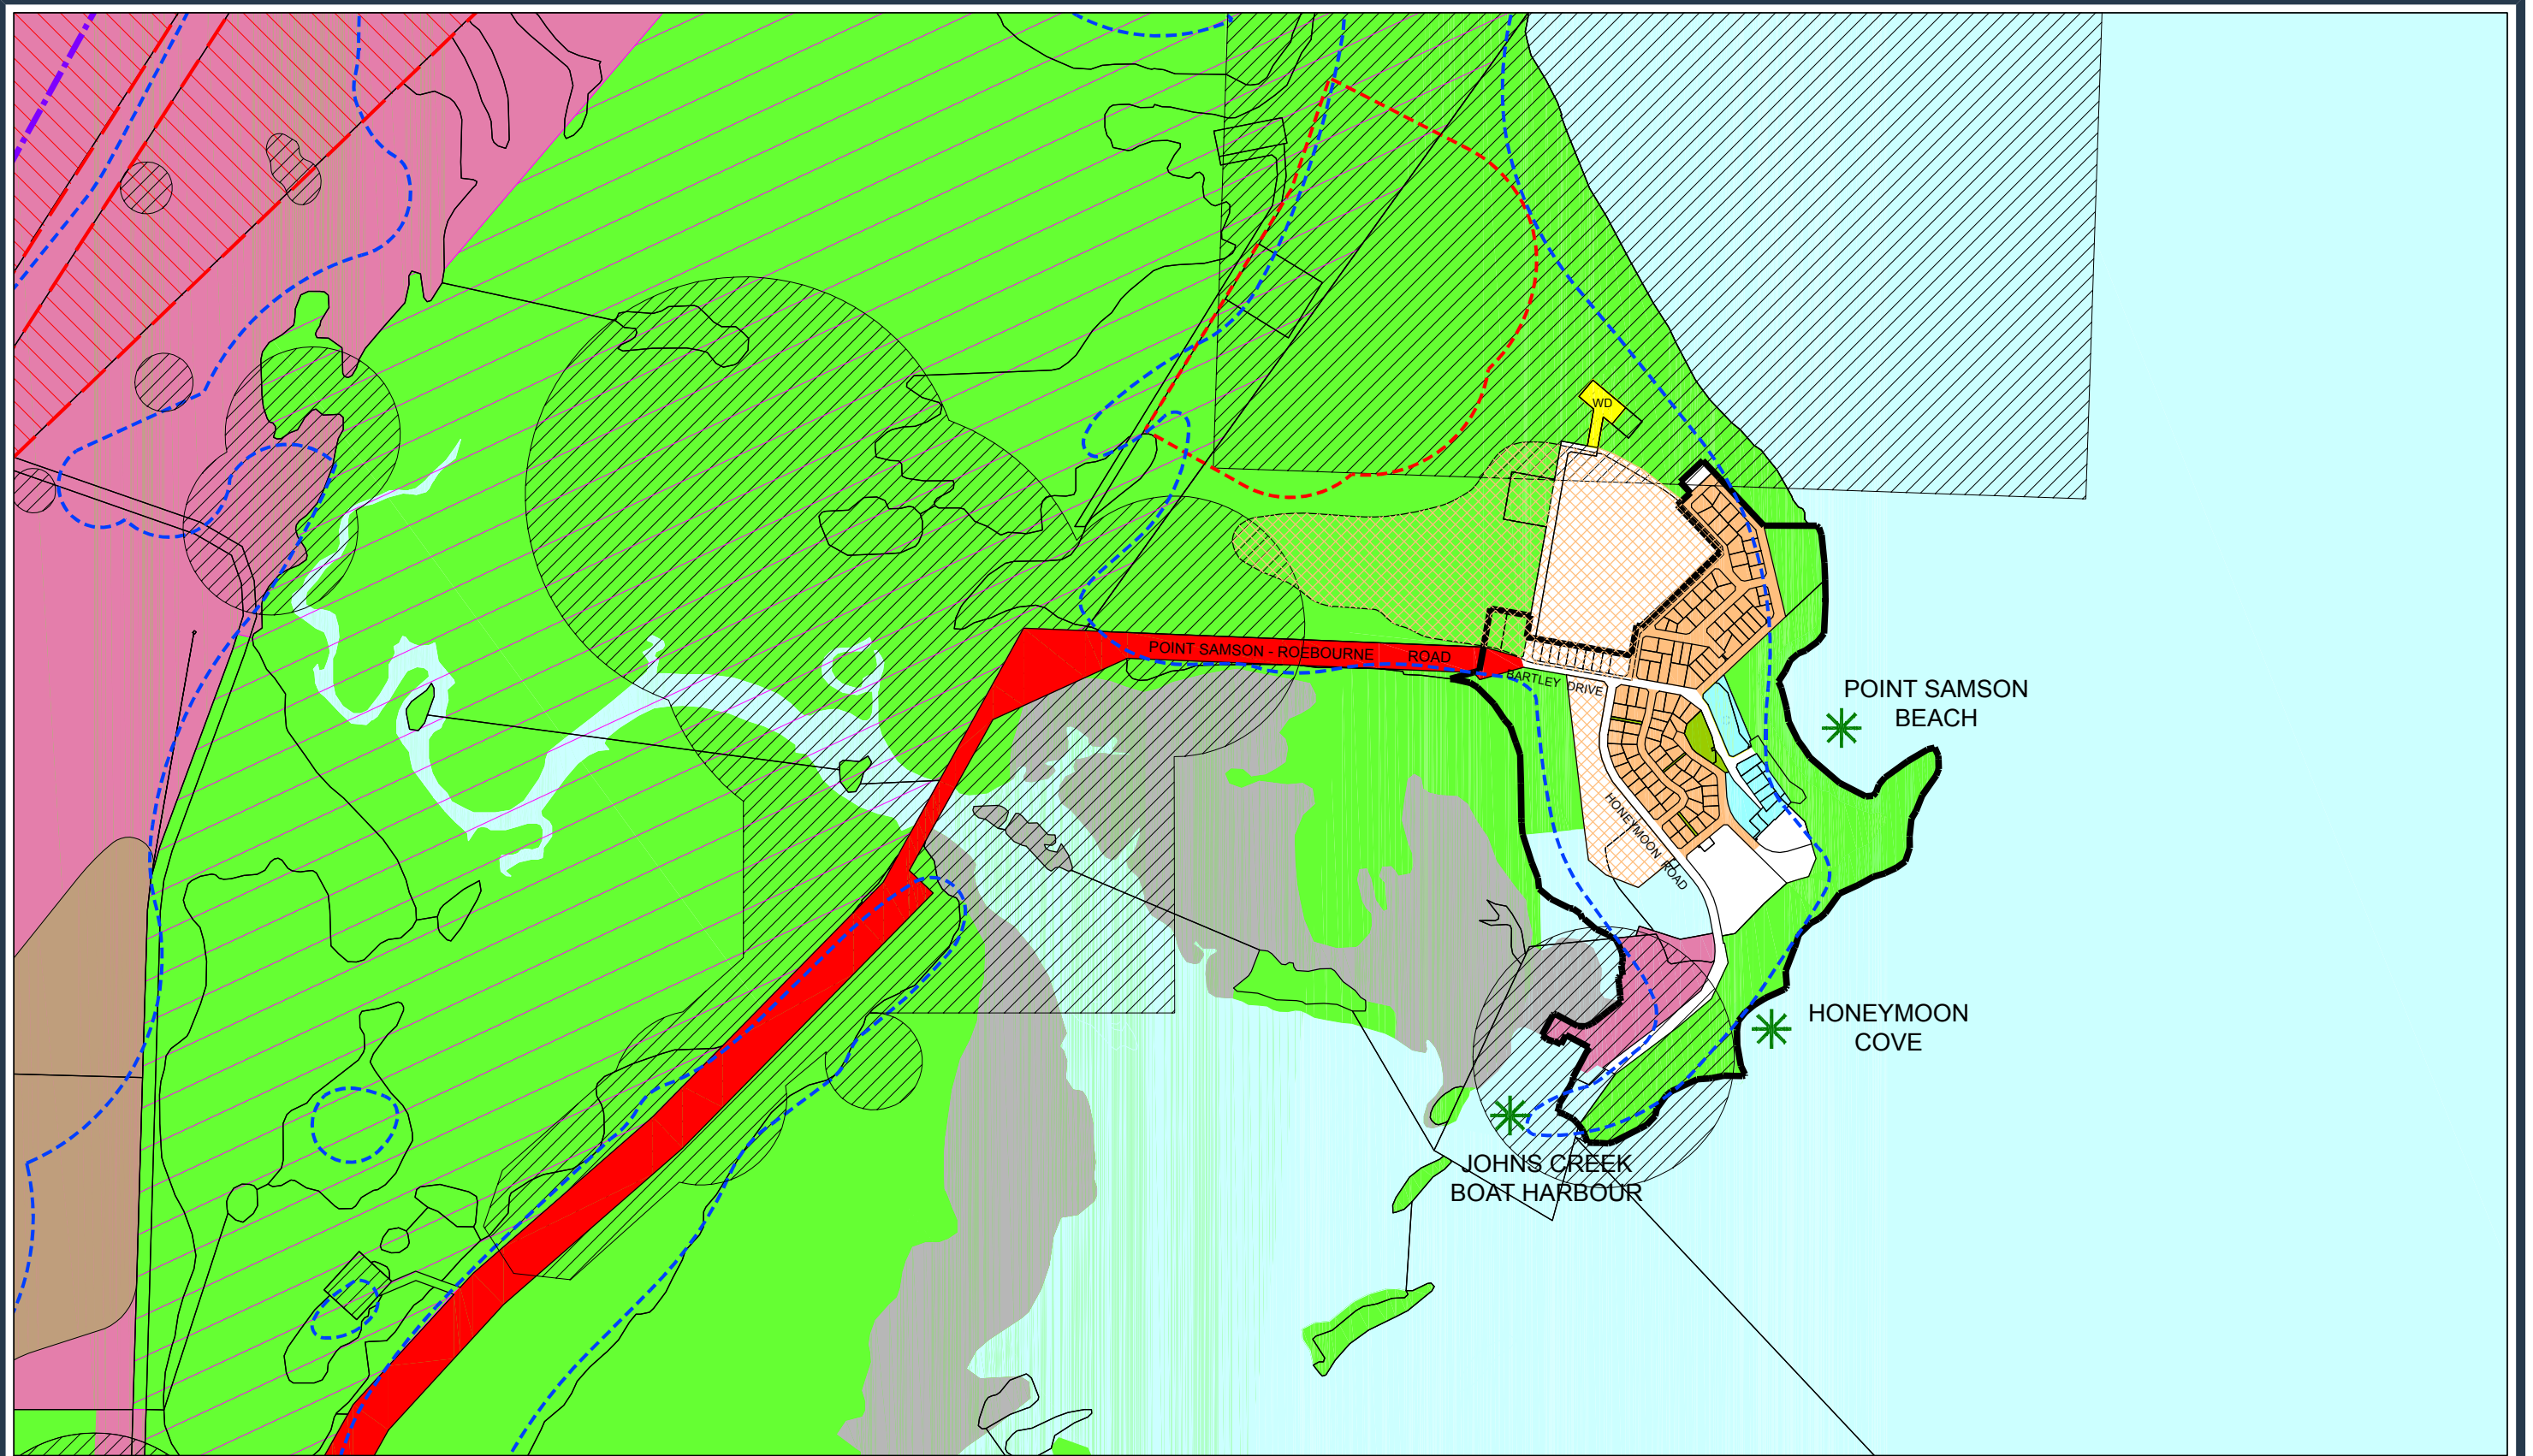 WD
POINT SAMSON - ROEBOURNE ROAD
BARTLEY DRIVE
POINT SAMSON
BEACH
HONEYMOON ROAD
HONEYMOON
COVE
JOHNS CREEK
BOAT HARBOUR